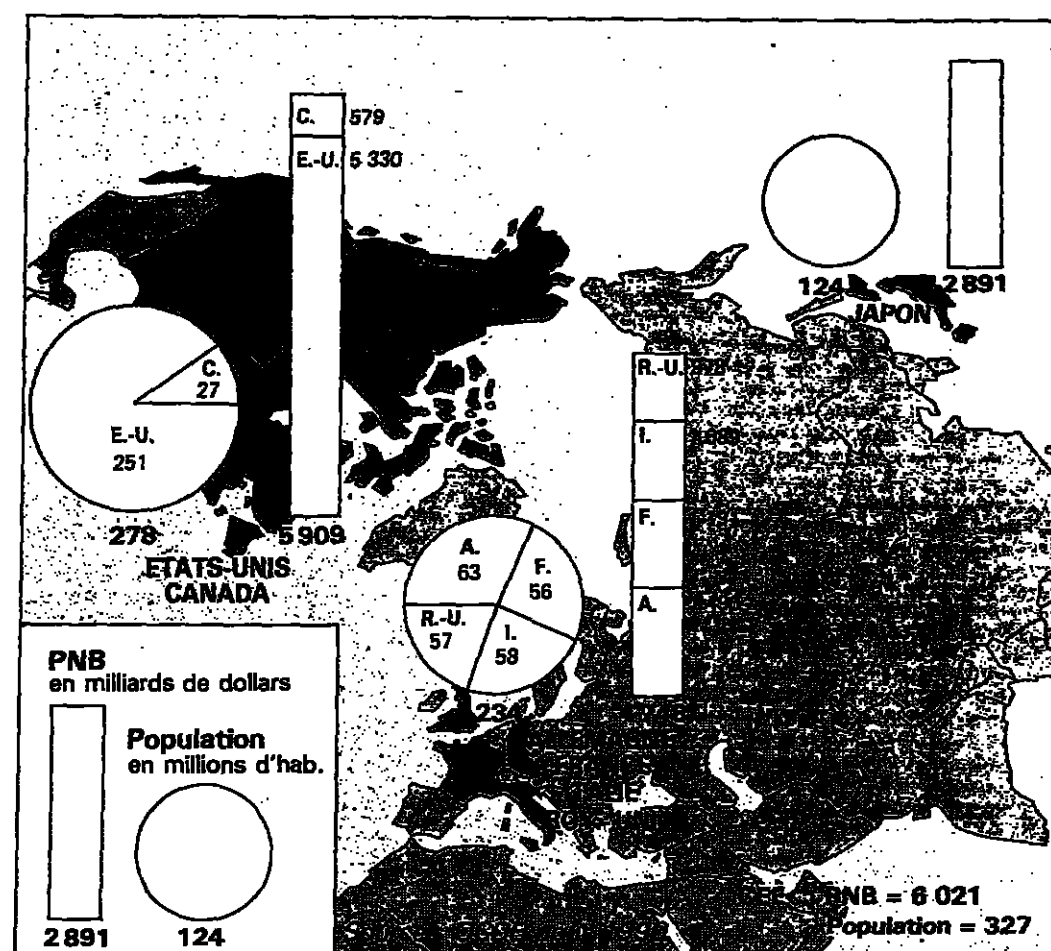 C. 579
E.-U. 5 330
124
2 891
JAPON
C.
27
E.-U.
251
278
5 909
ETATS-UNIS
CANADA
R.-U.
I.
F.
A.
A.
63
F.
56
R.-U.
57
I.
58
PNB
en milliards de dollars
Population
en millions d'hab.
2 891
124
PNB = 6 021
Population = 327